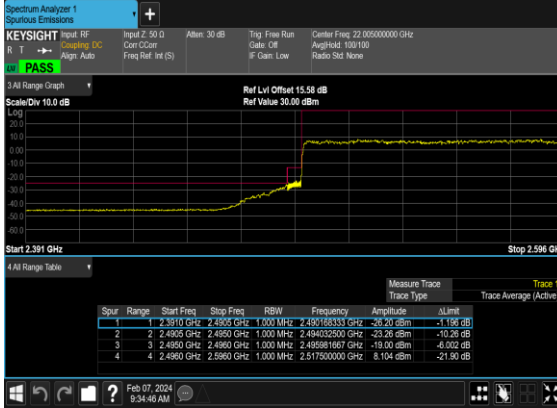 Spectrum Analyzer 1
Spurious Emissions
+
KEYSIGHT Input: RF Input Z: 50 Ω Atten: 30 dB Trig: Free Run Center Freq: 22.005000000 GHz
R T Coupling: DC Corr CCorr Gate: Off Avg|Hold: 100/100
Align: Auto Freq Ref: Int (S) IF Gain: Low Radio Std: None
PASS
3 All Range Graph Ref Lvl Offset 15.58 dB
Scale/Div 10.0 dB Ref Value 30.00 dBm
Log
20.0
10.0
0.00
-10.0
-20.0
-30.0
-40.0
-50.0
-60.0
Start 2.391 GHz Stop 2.596 GH
4 All Range Table
Measure Trace Trace 1
Trace Type Trace Average (Active
Spur Range Start Freq Stop Freq RBW Frequency Amplitude ΔLimit
1 1 2.3910 GHz 2.4905 GHz 1.000 MHz 2.490168333 GHz -26.20 dBm -1.196 dB
2 2 2.4905 GHz 2.4950 GHz 1.000 MHz 2.494032500 GHz -23.26 dBm -10.26 dB
3 3 2.4950 GHz 2.4960 GHz 1.000 MHz 2.495981667 GHz -19.00 dBm -6.002 dB
4 4 2.4960 GHz 2.5960 GHz 1.000 MHz 2.517500000 GHz 8.104 dBm -21.90 dB
? Feb 07, 2024
9:34:46 AM